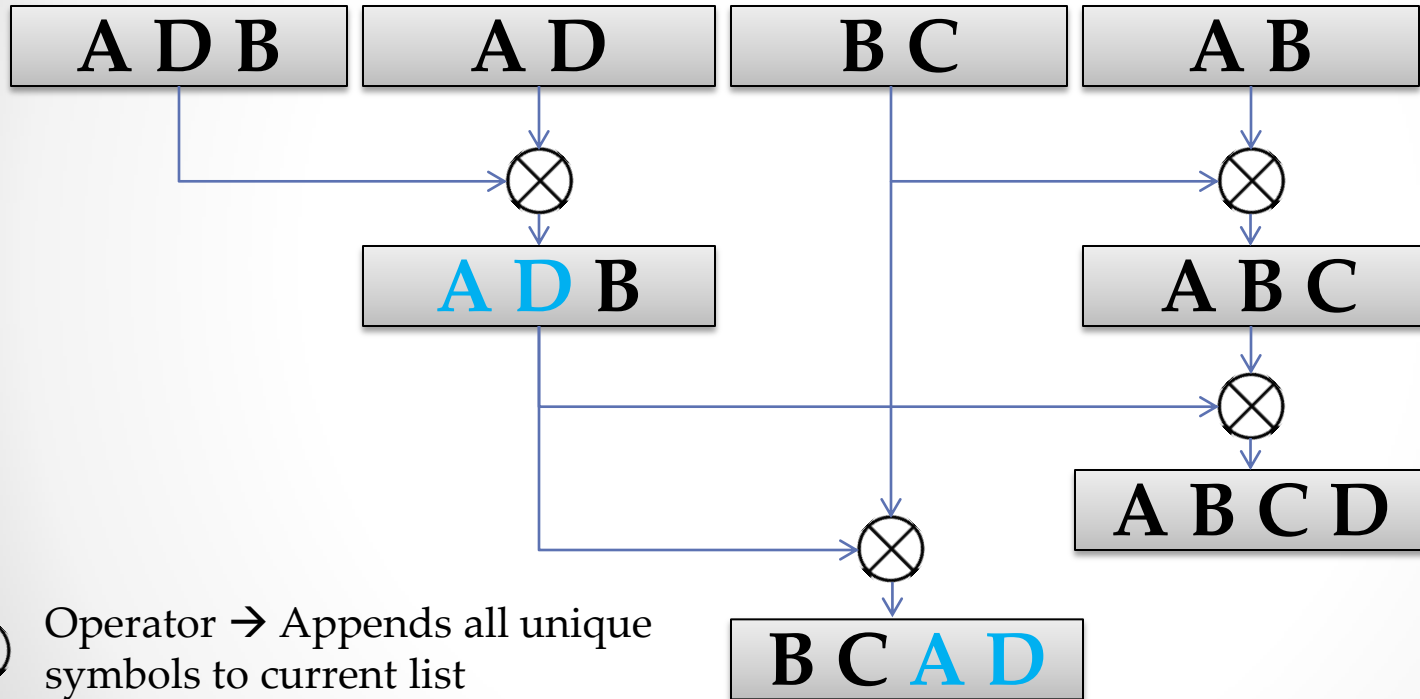 A D B
A D
B C
A B
A D B
A B C
A B C D
B C A D
Operator → Appends all unique
symbols to current list